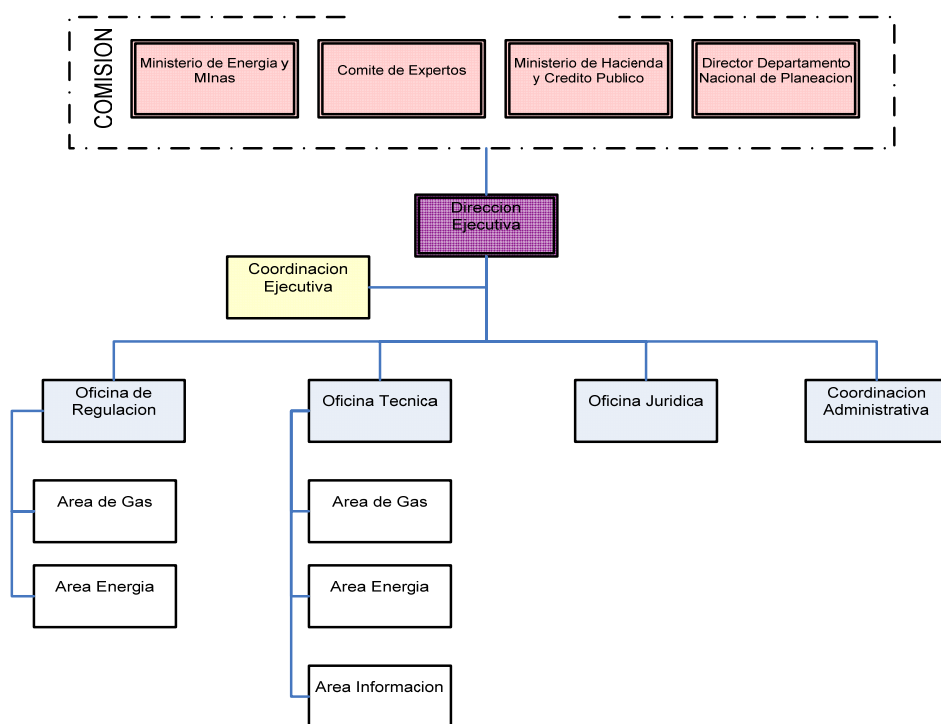 COMISION
Ministerio de Energia y
MInas
Comite de Expertos
Ministerio de Hacienda
y Credito Publico
Director Departamento
Nacional de Planeacion
Direccion
Ejecutiva
Coordinacion
Ejecutiva
Oficina de
Regulacion
Oficina Tecnica
Oficina Juridica
Coordinacion
Administrativa
Area de Gas
Area Energia
Area de Gas
Area Energia
Area Informacion